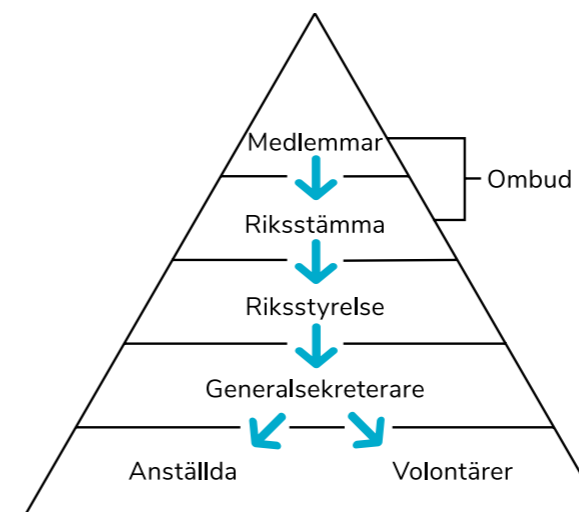 Medlemmar
Ombud
Riksstämma
Riksstyrelse
Generalsekreterare
Anställda
Volontärer